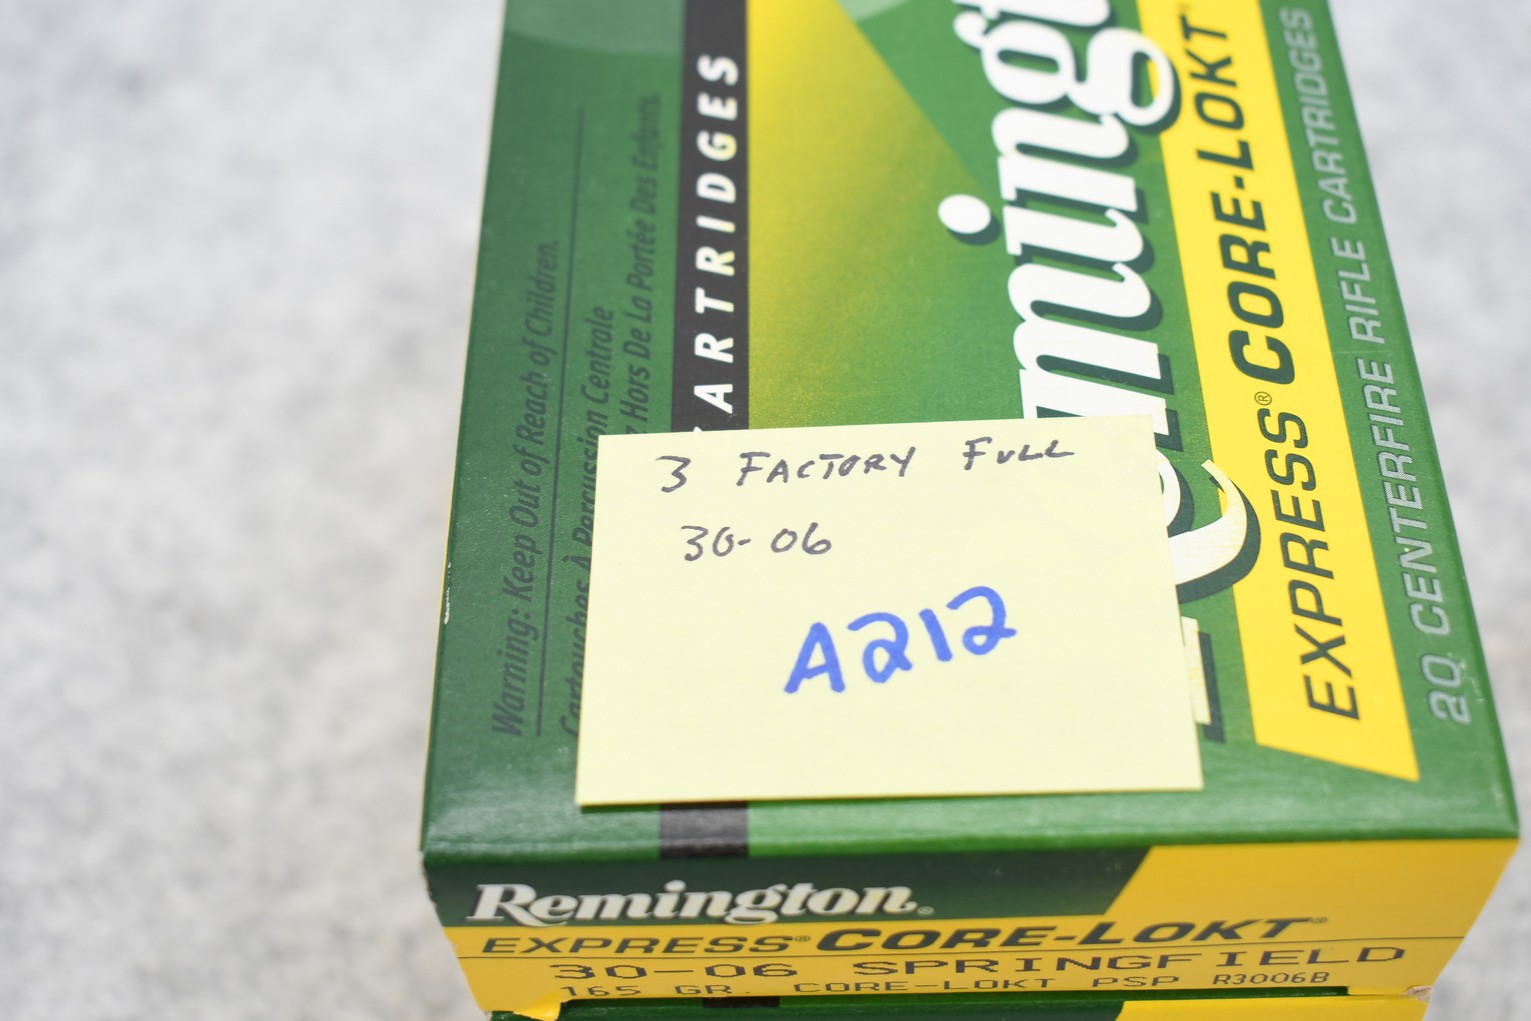 Warning: Keep Out of Reach of Children.
Cartouches À Percussion Centrale
Hors De La Portée Des Enfants.
ARTRIDGES
Remingt
EXPRESS® CORE-LOKT
20 CENTERFIRE RIFLE CARTRIDGES
3 FACTORY FULL
30-06
A212
Remington®
EXPRESS® CORE-LOKT®
30-06 SPRINGFIELD
165 GR. CORE-LOKT PSP R3006B